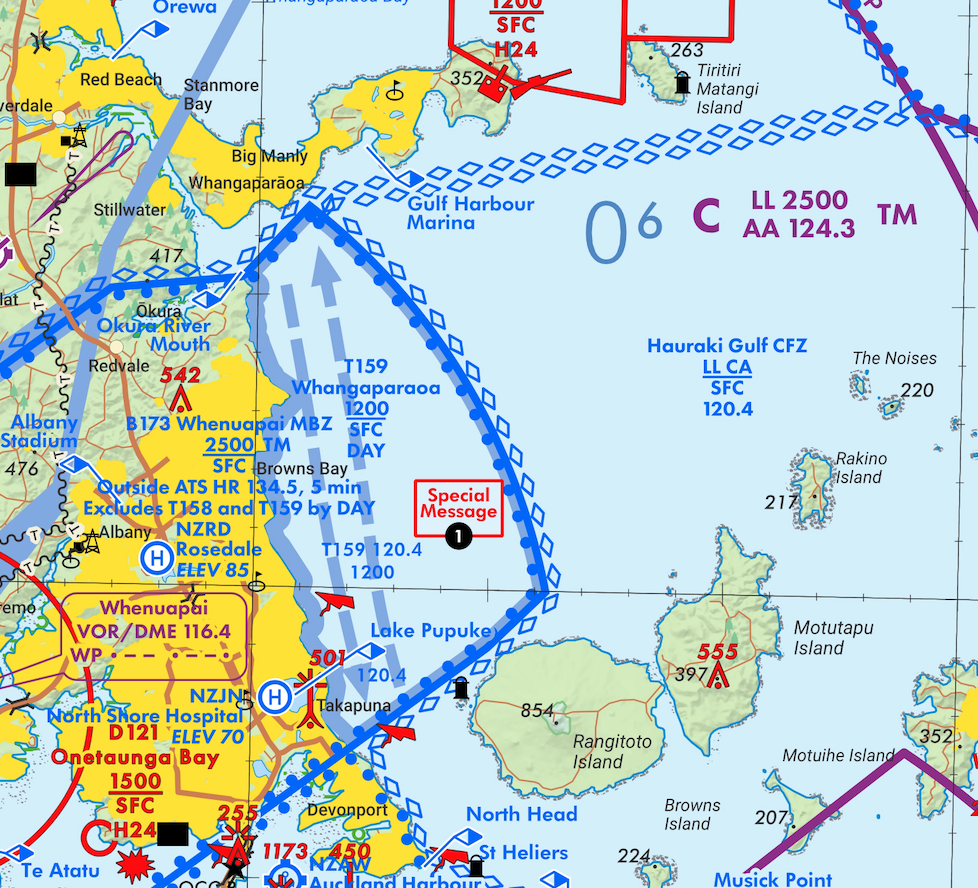 Orewa
Whangaparaoa Bay
1200
SFC
H24
P
263
Red Beach
Stanmore
Bay
352
Tiritiri
Matangi
Island
verdale
T
Big Manly
Whangaparāoa
Gulf Harbour
Marina
06
C
LL 2500
AA 124.3
TM
Stillwater
T
417
lat
T
Ōkura
Okura River
Mouth
Redvale
T
542
T159
Whangaparaoa
1200
SFC
DAY
Hauraki Gulf CFZ
LL CA
SFC
120.4
The Noises
220
Albany
Stadium
T
B173 Whenuapai MBZ
2500 TM
SFC
476
Browns Bay
Outside ATS HR 134.5, 5 min
Excludes T158 and T159 by DAY
Special
Message
1
Rakino
Island
217
T
Albany
T
T
H
NZRD
Rosedale
ELEV 85
T159 120.4
1200
remo
Whenuapai
VOR/DME 116.4
WP
Lake Pupuke
120.4
501
Motutapu
Island
555
397
NZJN
H
North Shore Hospital
ELEV 70
Takapuna
854
Rangitoto
Island
D121
Onetaunga Bay
1500
SFC
H24
352
Motuihe Island
Browns
Island
207
Devonport
255
North Head
1173
450
St Heliers
224
Te Atatu
NZAW
Auckland Harbour
Musick Point